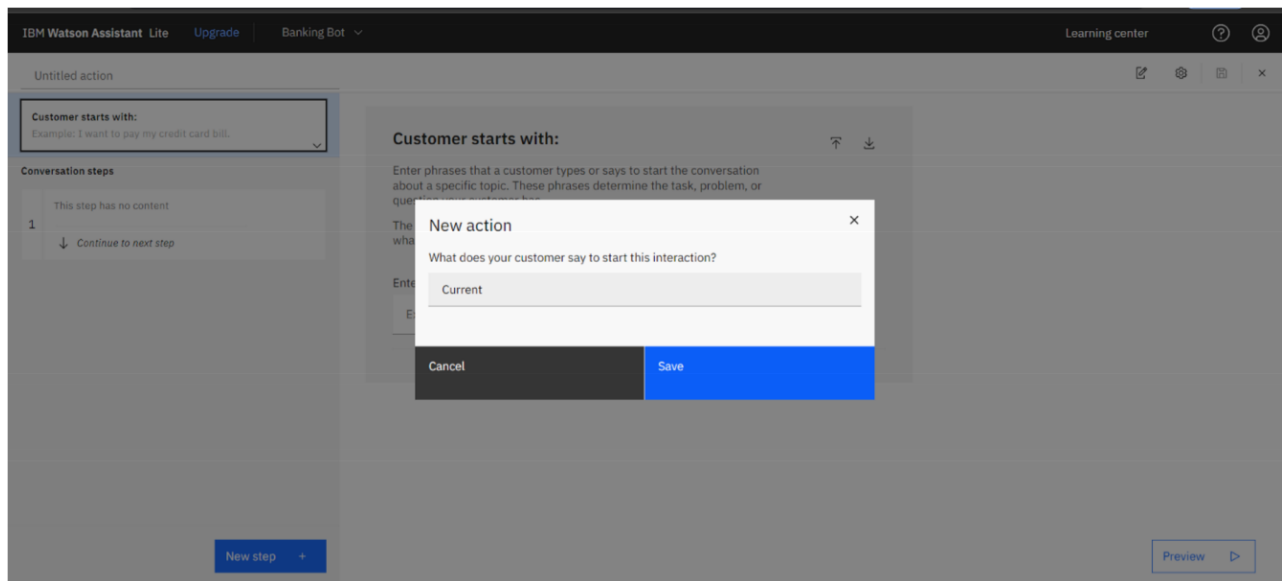 IBM Watson Assistant Lite Upgrade Banking Bot Learning center
Untitled action
Customer starts with:
Example: I want to pay my credit card bill.
Conversation steps
1
This step has no content
Continue to next step
New step +
Customer starts with:
Enter phrases that a customer types or says to start the conversation
about a specific topic. These phrases determine the task, problem, or
The
New action
What does your customer say to start this interaction?
Current
Cancel
Save
Preview